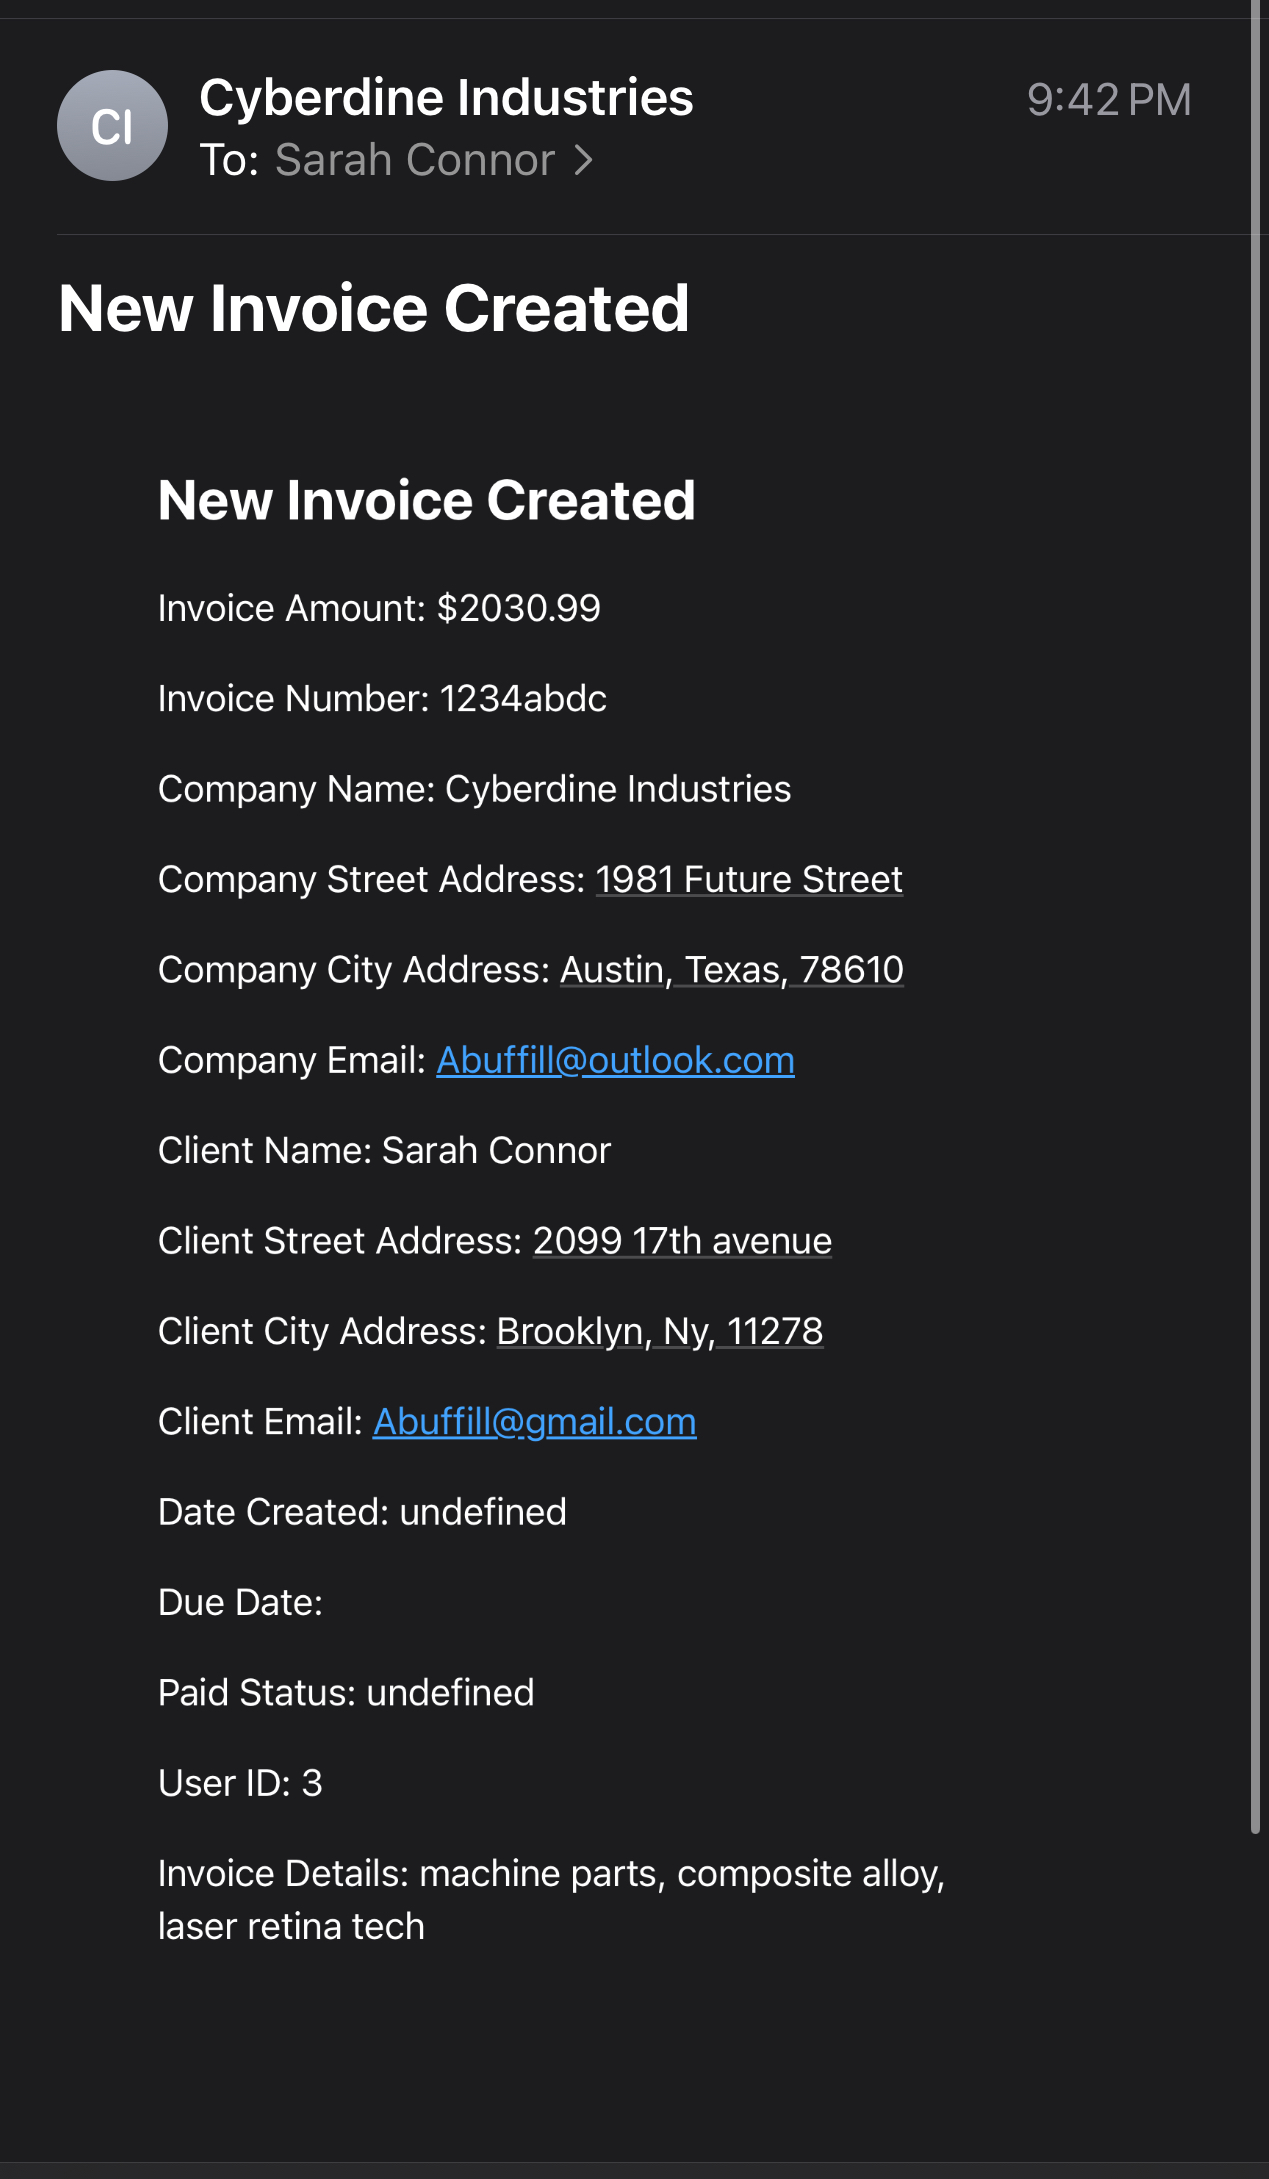 CI
Cyberdine Industries
9:42 PM
To: Sarah Connor
New Invoice Created
New Invoice Created
Invoice Amount: $2030.99
Invoice Number: 1234abdc
Company Name: Cyberdine Industries
Company Street Address: 1981 Future Street
Company City Address: Austin, Texas, 78610
Company Email: Abuffill@outlook.com
Client Name: Sarah Connor
Client Street Address: 2099 17th avenue
Client City Address: Brooklyn, Ny, 11278
Client Email: Abuffill@gmail.com
Date Created: undefined
Due Date:
Paid Status: undefined
User ID: 3
Invoice Details: machine parts, composite alloy,
laser retina tech